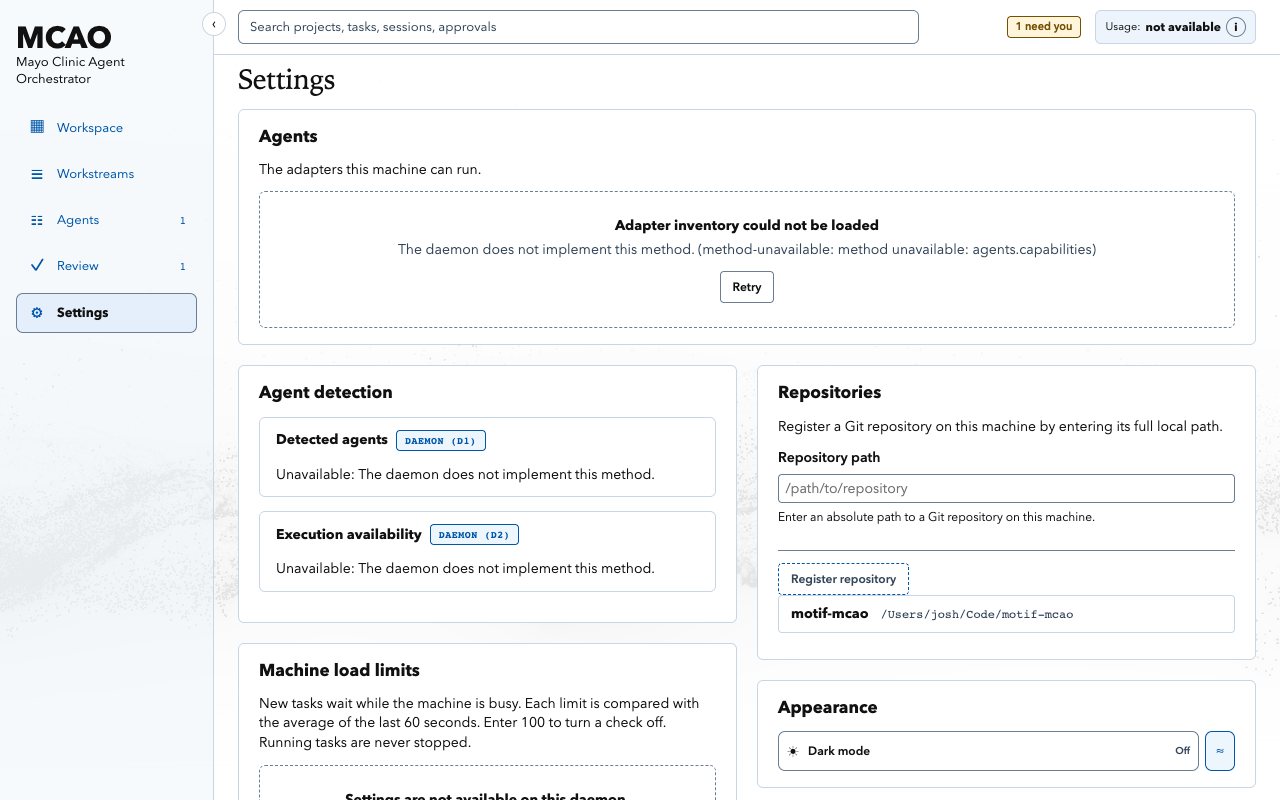 MCAO
Mayo Clinic Agent
Orchestrator
Workspace
Workstreams
Agents 1
Review 1
Settings
Search projects, tasks, sessions, approvals
1 need you
Usage: not available i
Settings
Agents
The adapters this machine can run.
Adapter inventory could not be loaded
The daemon does not implement this method. (method-unavailable: method unavailable: agents.capabilities)
Retry
Agent detection
Detected agents DAEMON (D1)
Unavailable: The daemon does not implement this method.
Execution availability DAEMON (D2)
Unavailable: The daemon does not implement this method.
Machine load limits
New tasks wait while the machine is busy. Each limit is compared with
the average of the last 60 seconds. Enter 100 to turn a check off.
Running tasks are never stopped.
Settings are not available on this daemon
Repositories
Register a Git repository on this machine by entering its full local path.
Repository path
/path/to/repository
Enter an absolute path to a Git repository on this machine.
Register repository
motif-mcao /Users/josh/Code/motif-mcao
Appearance
Dark mode Off